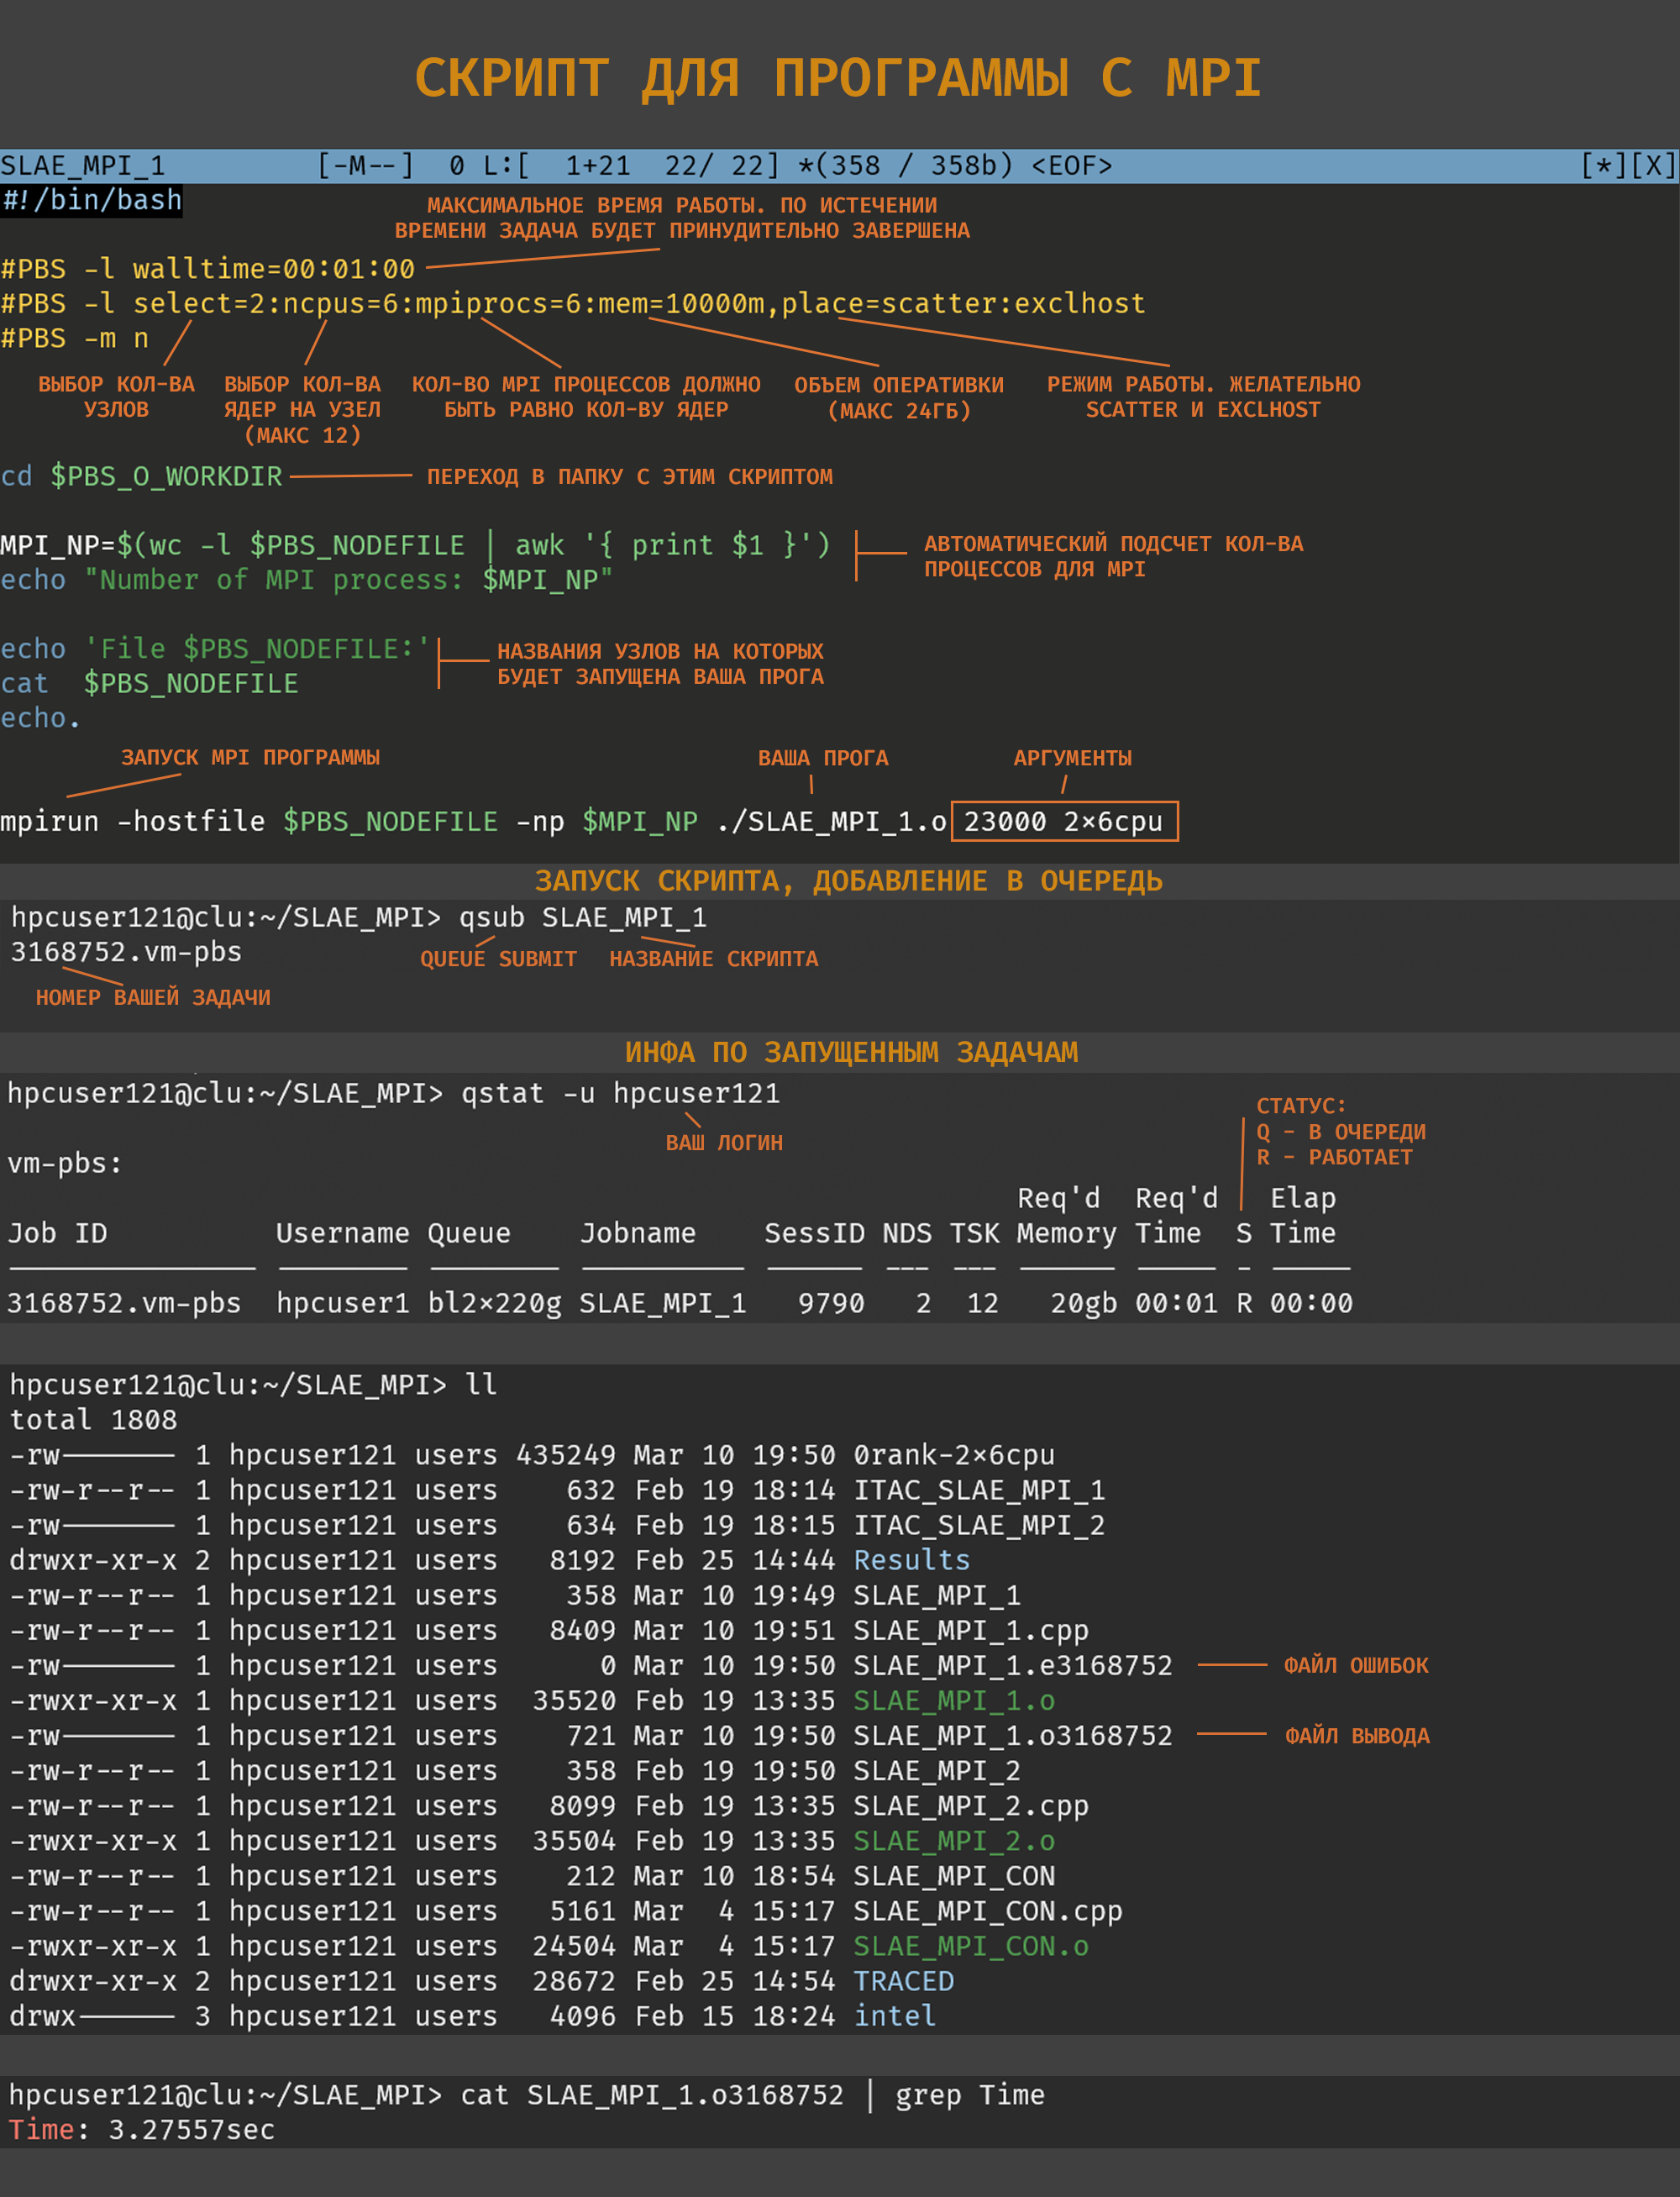 СКРИПТ ДЛЯ ПРОГРАММЫ С MPI
SLAE_MPI_1 [-M--] 0 L:[ 1+21 22/ 22] *(358 / 358b) <EOF> [*][X]
#!/bin/bash
МАКСИМАЛЬНОЕ ВРЕМЯ РАБОТЫ. ПО ИСТЕЧЕНИИ
ВРЕМЕНИ ЗАДАЧА БУДЕТ ПРИНУДИТЕЛЬНО ЗАВЕРШЕНА
#PBS -l walltime=00:01:00
#PBS -l select=2:ncpus=6:mpiprocs=6:mem=10000m,place=scatter:exclhost
#PBS -m n
ВЫБОР КОЛ-ВА
УЗЛОВ
ВЫБОР КОЛ-ВА
ЯДЕР НА УЗЕЛ
(МАКС 12)
КОЛ-ВО MPI ПРОЦЕССОВ ДОЛЖНО
БЫТЬ РАВНО КОЛ-ВУ ЯДЕР
ОБЪЕМ ОПЕРАТИВКИ
(МАКС 24ГБ)
РЕЖИМ РАБОТЫ. ЖЕЛАТЕЛЬНО
SCATTER И EXCLHOST
cd $PBS_O_WORKDIR
ПЕРЕХОД В ПАПКУ С ЭТИМ СКРИПТОМ
MPI_NP=$(wc -l $PBS_NODEFILE | awk '{ print $1 }')
echo "Number of MPI process: $MPI_NP"
АВТОМАТИЧЕСКИЙ ПОДСЧЕТ КОЛ-ВА
ПРОЦЕССОВ ДЛЯ MPI
echo 'File $PBS_NODEFILE:'
cat  $PBS_NODEFILE
echo.
НАЗВАНИЯ УЗЛОВ НА КОТОРЫХ
БУДЕТ ЗАПУЩЕНА ВАША ПРОГА
ЗАПУСК MPI ПРОГРАММЫ
ВАША ПРОГА
АРГУМЕНТЫ
mpirun -hostfile $PBS_NODEFILE -np $MPI_NP ./SLAE_MPI_1.o 23000 2×6cpu
ЗАПУСК СКРИПТА, ДОБАВЛЕНИЕ В ОЧЕРЕДЬ
hpcuser121@clu:~/SLAE_MPI> qsub SLAE_MPI_1
3168752.vm-pbs
QUEUE SUBMIT
НАЗВАНИЕ СКРИПТА
НОМЕР ВАШЕЙ ЗАДАЧИ
ИНФА ПО ЗАПУЩЕННЫМ ЗАДАЧАМ
hpcuser121@clu:~/SLAE_MPI> qstat -u hpcuser121
ВАШ ЛОГИН
СТАТУС:
Q - В ОЧЕРЕДИ
R - РАБОТАЕТ
vm-pbs:
Req'd Req'd Elap
Job ID Username Queue Jobname SessID NDS TSK Memory Time S Time
3168752.vm-pbs hpcuser1 bl2×220g SLAE_MPI_1 9790 2 12 20gb 00:01 R 00:00
hpcuser121@clu:~/SLAE_MPI> ll
total 1808
-rw------- 1 hpcuser121 users 435249 Mar 10 19:50 0rank-2×6cpu
-rw-r--r-- 1 hpcuser121 users 632 Feb 19 18:14 ITAC_SLAE_MPI_1
-rw------- 1 hpcuser121 users 634 Feb 19 18:15 ITAC_SLAE_MPI_2
drwxr-xr-x 2 hpcuser121 users 8192 Feb 25 14:44 Results
-rw-r--r-- 1 hpcuser121 users 358 Mar 10 19:49 SLAE_MPI_1
-rw-r--r-- 1 hpcuser121 users 8409 Mar 10 19:51 SLAE_MPI_1.cpp
-rw------- 1 hpcuser121 users 0 Mar 10 19:50 SLAE_MPI_1.e3168752 ФАЙЛ ОШИБОК
-rwxr-xr-x 1 hpcuser121 users 35520 Feb 19 13:35 SLAE_MPI_1.o
-rw------- 1 hpcuser121 users 721 Mar 10 19:50 SLAE_MPI_1.o3168752 ФАЙЛ ВЫВОДА
-rw-r--r-- 1 hpcuser121 users 358 Feb 19 19:50 SLAE_MPI_2
-rw-r--r-- 1 hpcuser121 users 8099 Feb 19 13:35 SLAE_MPI_2.cpp
-rwxr-xr-x 1 hpcuser121 users 35504 Feb 19 13:35 SLAE_MPI_2.o
-rw-r--r-- 1 hpcuser121 users 212 Mar 10 18:54 SLAE_MPI_CON
-rw-r--r-- 1 hpcuser121 users 5161 Mar 4 15:17 SLAE_MPI_CON.cpp
-rwxr-xr-x 1 hpcuser121 users 24504 Mar 4 15:17 SLAE_MPI_CON.o
drwxr-xr-x 2 hpcuser121 users 28672 Feb 25 14:54 TRACED
drwx------ 3 hpcuser121 users 4096 Feb 15 18:24 intel
hpcuser121@clu:~/SLAE_MPI> cat SLAE_MPI_1.o3168752 | grep Time
Time: 3.27557sec